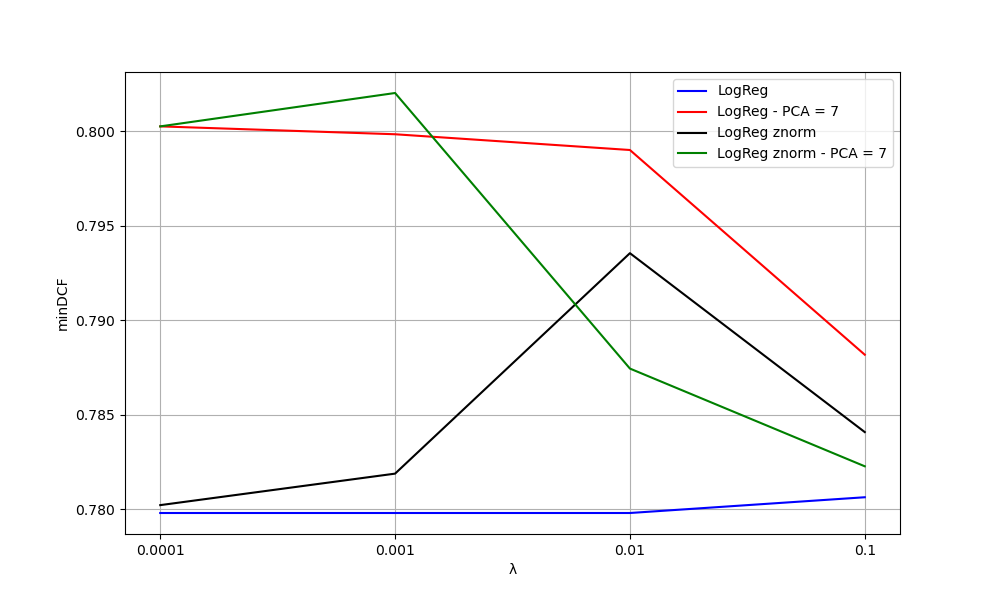 LogReg
LogReg - PCA = 7
LogReg znorm
LogReg znorm - PCA = 7
0.800
0.795
0.790
0.785
0.780
minDCF
0.0001
0.001
0.01
0.1
λ